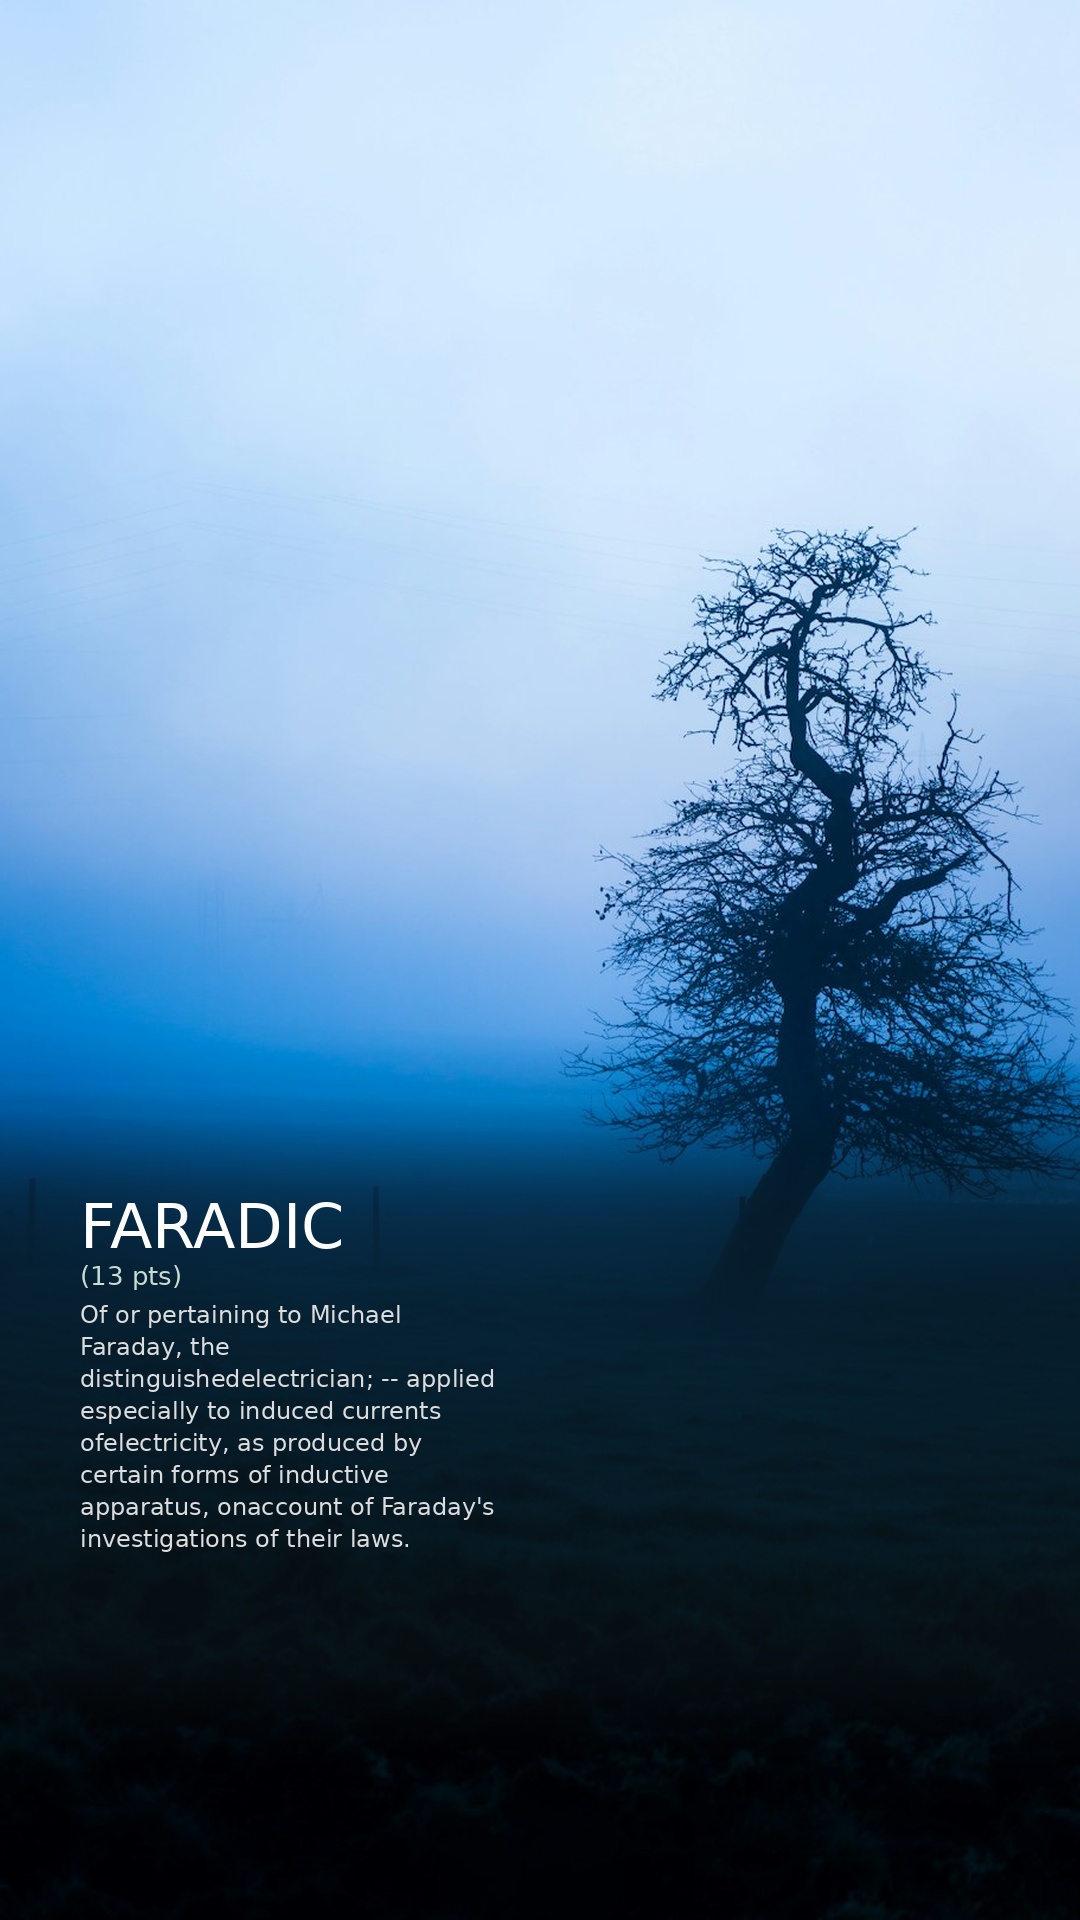 FARADIC
(13 pts)
Of or pertaining to Michael
Faraday, the
distinguishedelectrician; -- applied
especially to induced currents
ofelectricity, as produced by
certain forms of inductive
apparatus, onaccount of Faraday's
investigations of their laws.